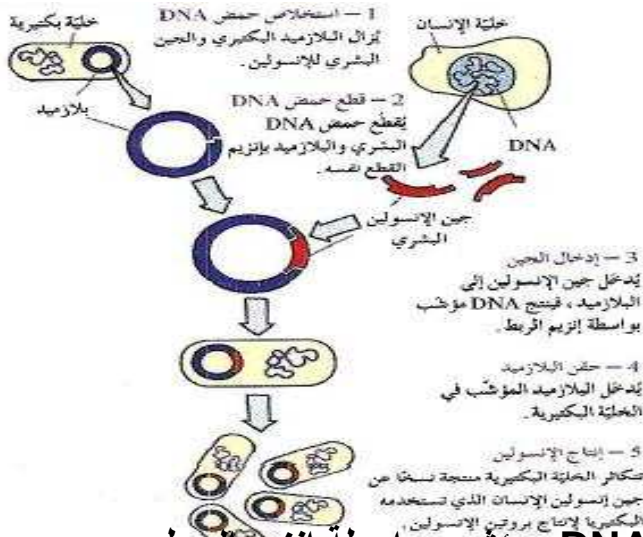 خلية بكتيرية
1 – استخلاص حمض DNA
يُزال البلازميد البكتيري والجين
البشري للإنسولين.
خلية الإنسان
بلازميد
2 – قطع حمض DNA
يُقطع حمض DNA
البشري والبلازميد بإنزيم
القطع نفسه.
DNA
جين الإنسولين
البشري
3 – إدخال الجين
يُدخل جين الإنسولين إلى
البلازميد، فينتج DNA مؤشب
بواسطة إنزيم الربط.
4 – حقن البلازميد
يُدخل البلازميد المؤشب في
الخلية البكتيرية.
5 – إنتاج الإنسولين
تتكاثر الخلية البكتيرية منتجة نسخًا عن
جين إنسولين الإنسان الذي تستخدمه
البكتيريا لإنتاج بروتين الإنسولين.
DNA